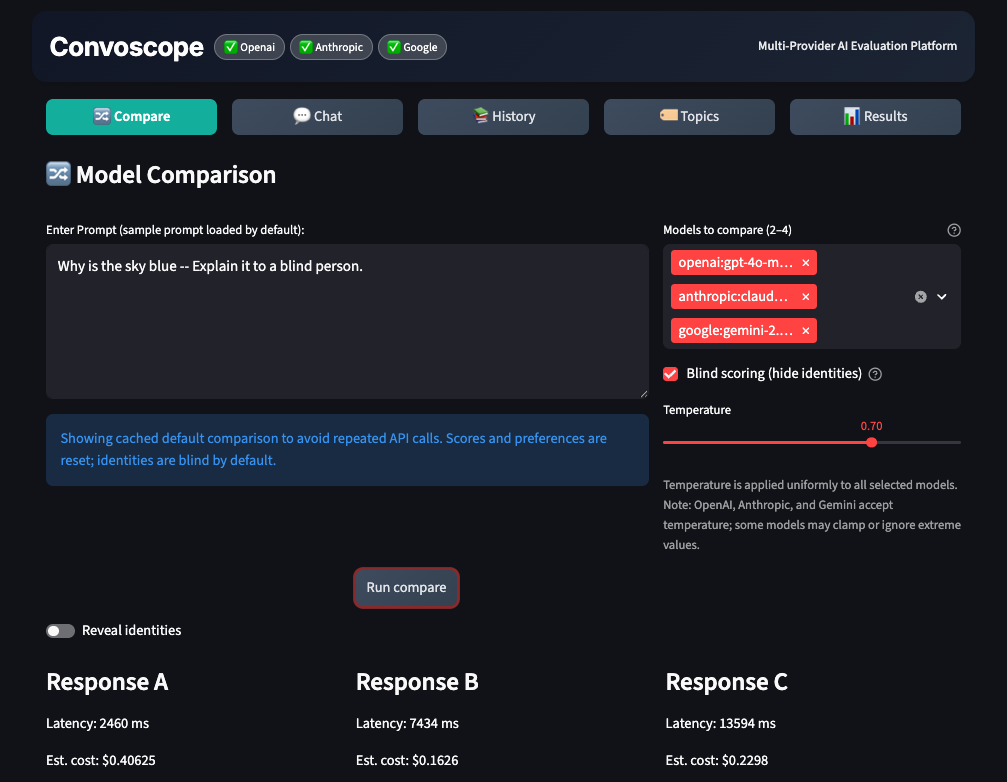 Convoscope ✅ Openai ✅ Anthropic ✅ Google
Multi-Provider AI Evaluation Platform
🔀 Compare
💬 Chat
📚 History
🏷️ Topics
📊 Results
🔀 Model Comparison
Enter Prompt (sample prompt loaded by default):
Why is the sky blue -- Explain it to a blind person.
Showing cached default comparison to avoid repeated API calls. Scores and preferences are
reset; identities are blind by default.
Models to compare (2–4)
openai:gpt-4o-m... ×
anthropic:claud... ×
google:gemini-2.... ×
Blind scoring (hide identities)
Temperature
0.70
Temperature is applied uniformly to all selected models.
Note: OpenAI, Anthropic, and Gemini accept
temperature; some models may clamp or ignore extreme
values.
Run compare
Reveal identities
Response A
Latency: 2460 ms
Est. cost: $0.40625
Response B
Latency: 7434 ms
Est. cost: $0.1626
Response C
Latency: 13594 ms
Est. cost: $0.2298